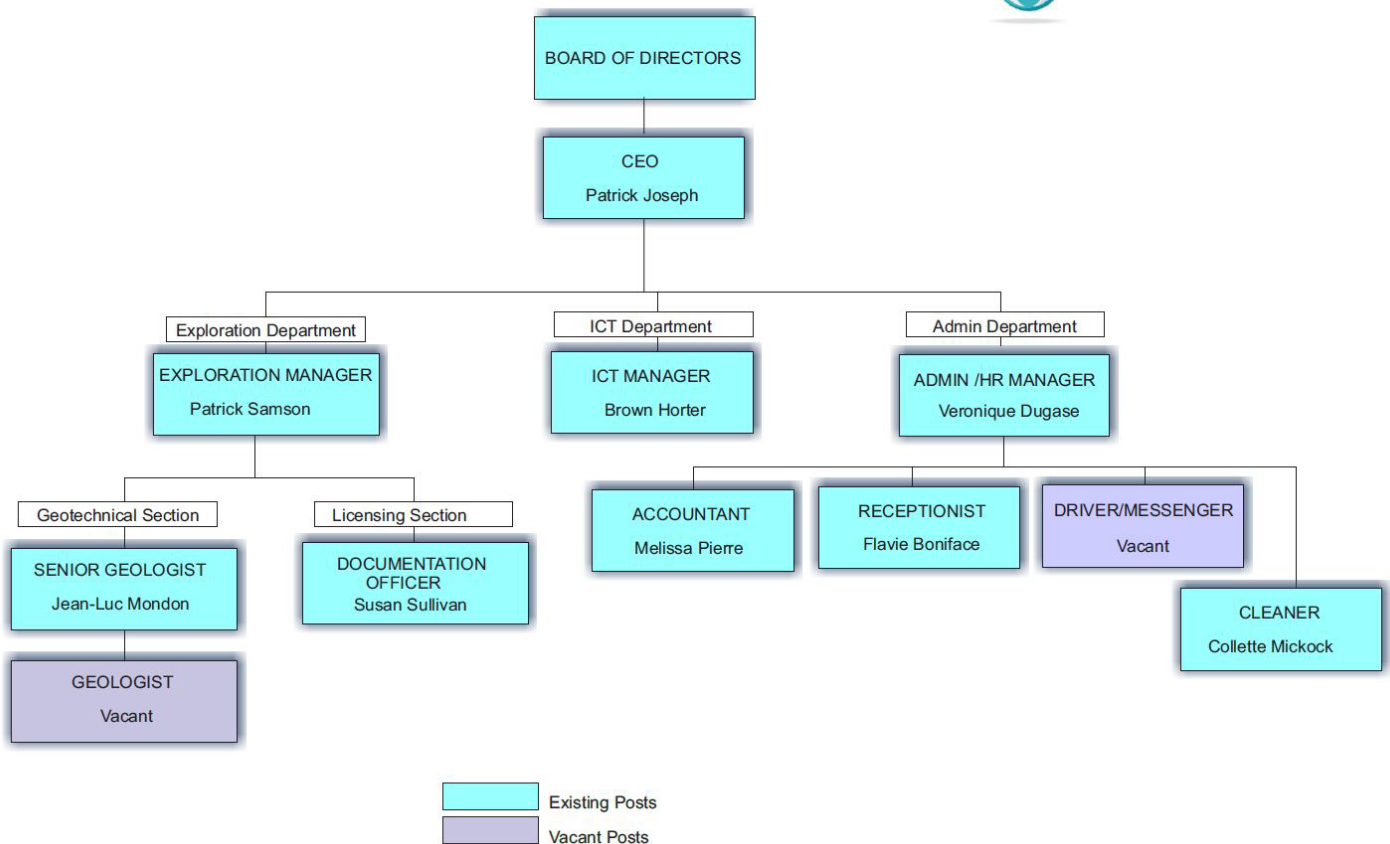 BOARD OF DIRECTORS
CEO
Patrick Joseph
Exploration Department
EXPLORATION MANAGER
Patrick Samson
ICT Department
ICT MANAGER
Brown Horter
Admin Department
ADMIN /HR MANAGER
Veronique Dugase
Geotechnical Section
SENIOR GEOLOGIST
Jean-Luc Mondon
GEOLOGIST
Vacant
Licensing Section
DOCUMENTATION
OFFICER
Susan Sullivan
ACCOUNTANT
Melissa Pierre
RECEPTIONIST
Flavie Boniface
DRIVER/MESSENGER
Vacant
CLEANER
Collette Mickock
Existing Posts
Vacant Posts